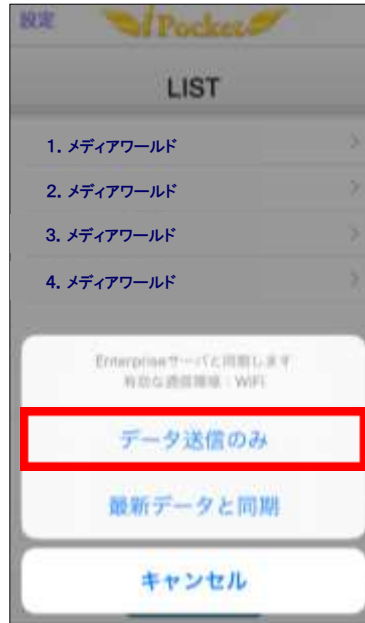 設定
iPocket
LIST
1. メディアワールド
2. メディアワールド
3. メディアワールド
4. メディアワールド
Enterpriseサーバと同期します
有効な通信環境：WiFi
データ送信のみ
最新データと同期
キャンセル